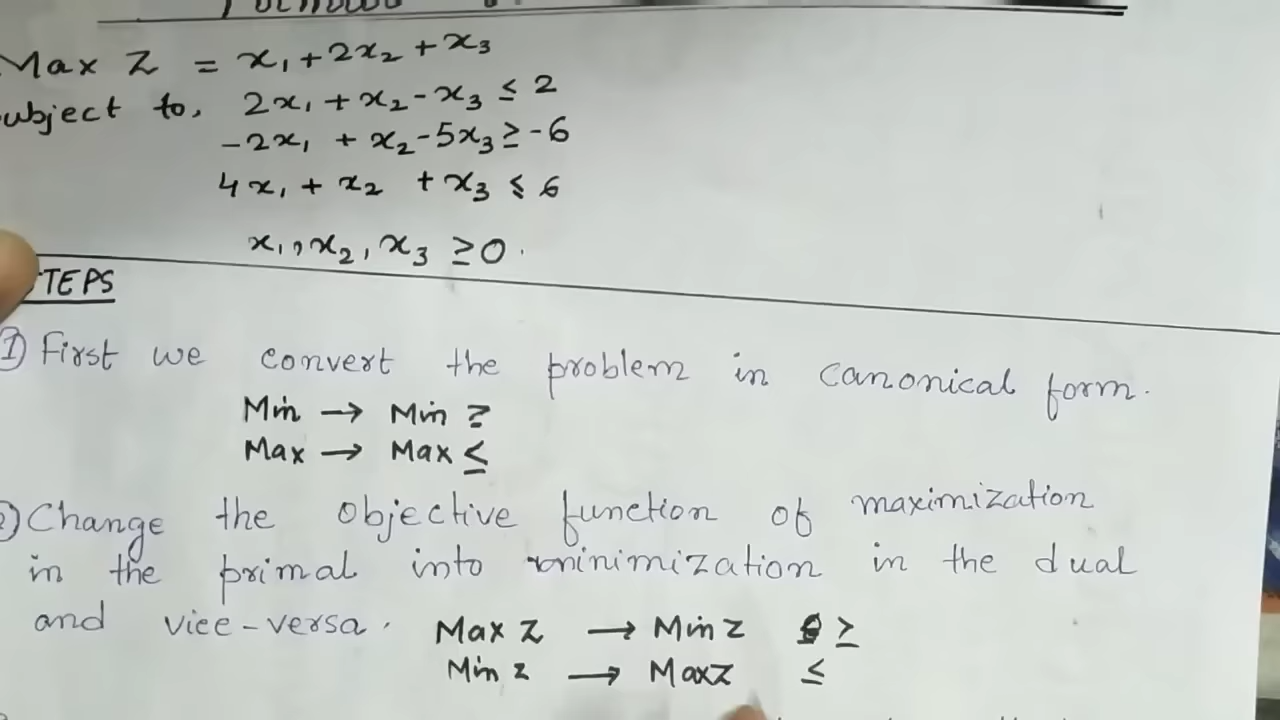 Max Z = x₁ + 2x₂ + x₃
ubject to, 2x₁ + x₂ - x₃ ≤ 2
-2x₁ + x₂ - 5x₃ ≥ -6
4x₁ + x₂ + x₃ ≤ 6
x₁, x₂, x₃ ≥ 0.
TEPS
1) First we convert the problem in canonical form.
Min → Min ≥
Max → Max ≤
2) Change the objective function of maximization
in the primal into minimization in the dual
and vice-versa. Max Z → Min Z ≥
Min z → Max Z ≤